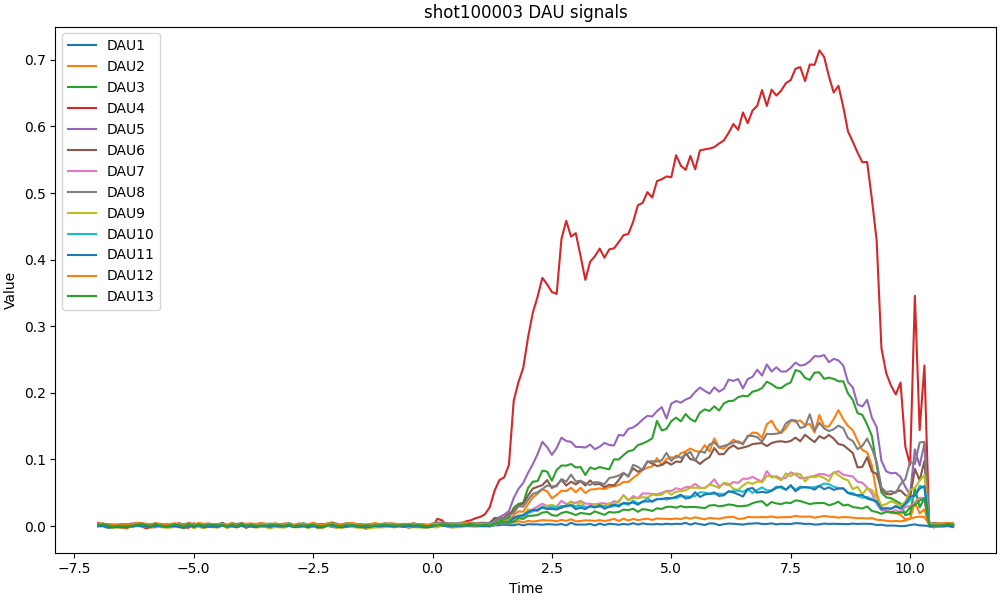 shot100003 DAU signals
DAU1
DAU2
DAU3
DAU4
DAU5
DAU6
DAU7
DAU8
DAU9
DAU10
DAU11
DAU12
DAU13
Value
0.7
0.6
0.5
0.4
0.3
0.2
0.1
0.0
−7.5 −5.0 −2.5 0.0 2.5 5.0 7.5 10.0
Time